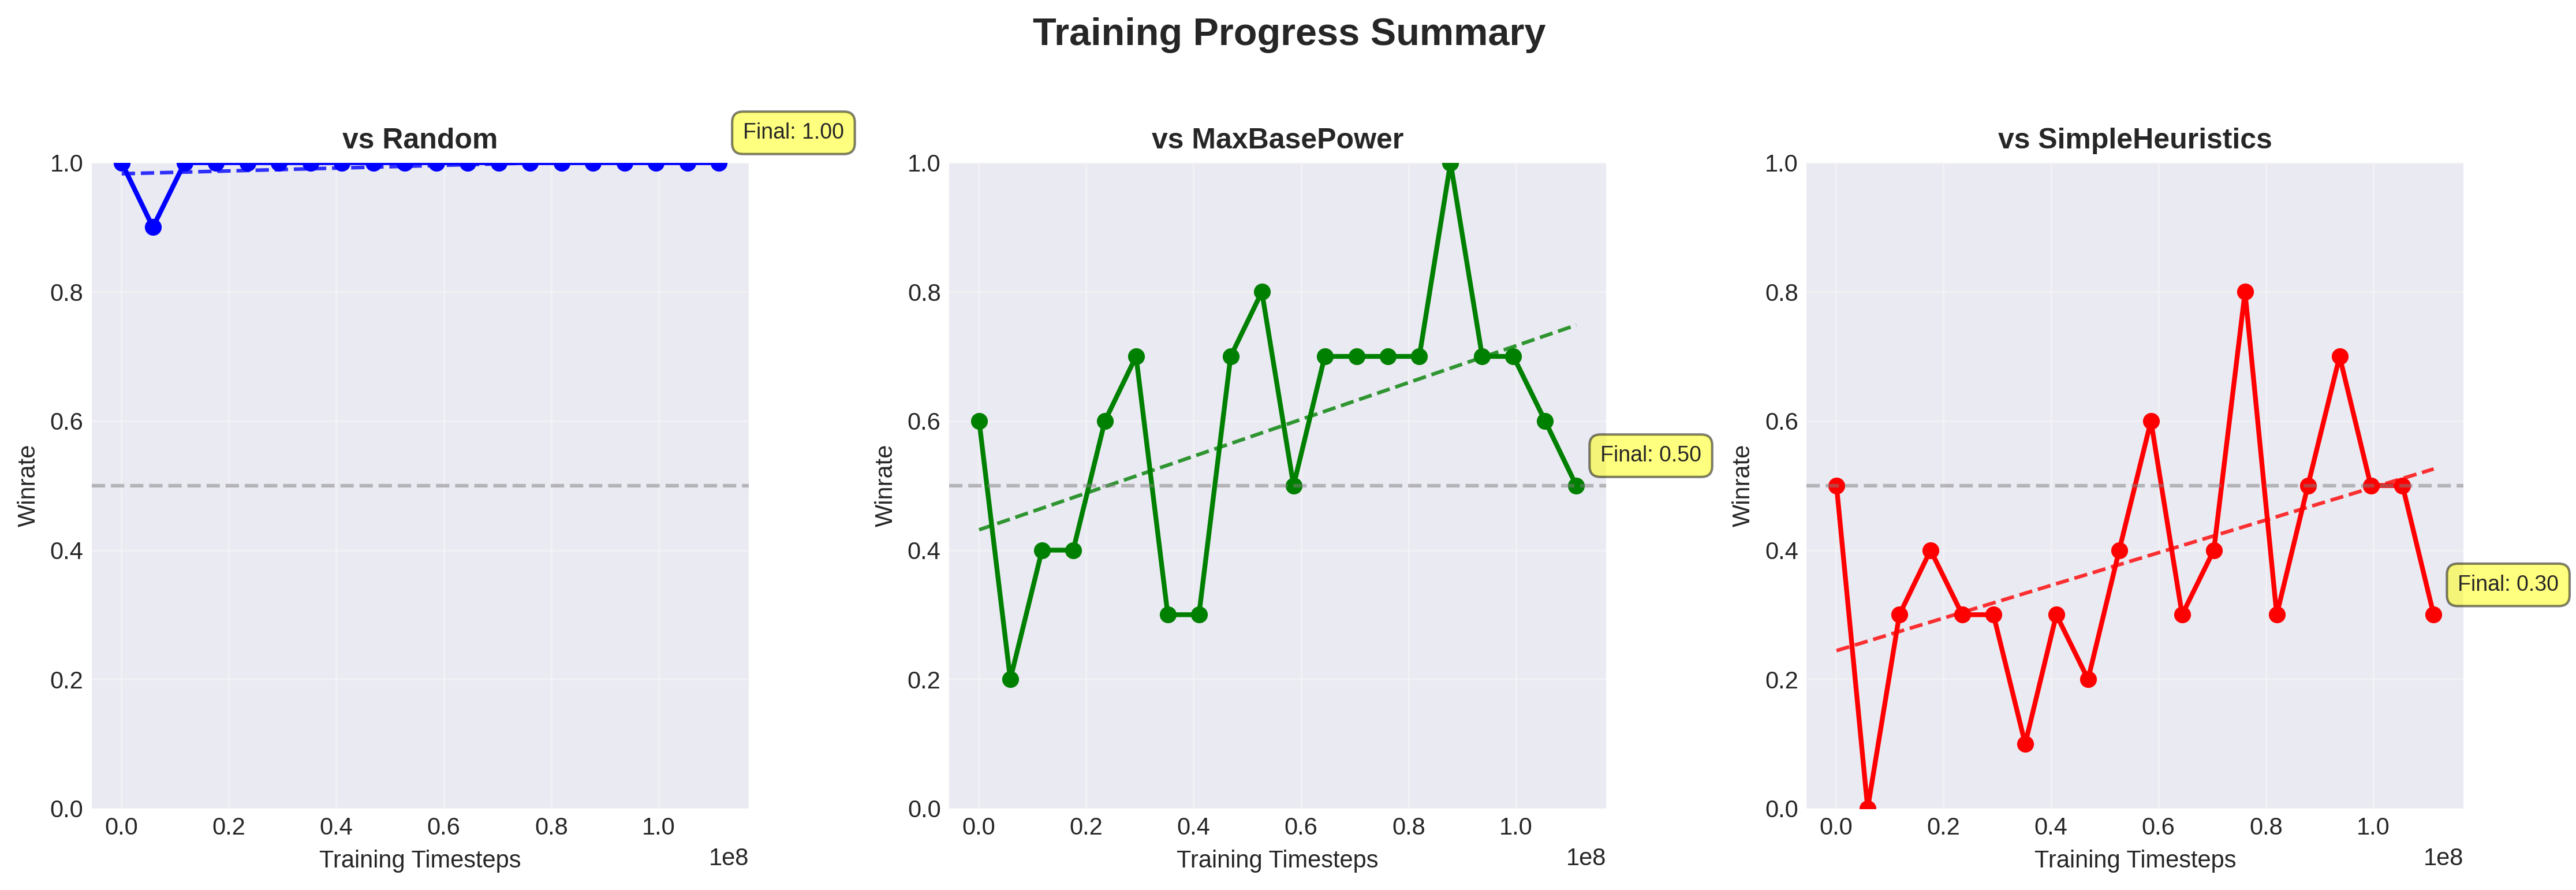 Training Progress Summary
vs Random
Final: 1.00
1.0
0.8
0.6
0.4
0.2
0.0
Winrate
0.0 0.2 0.4 0.6 0.8 1.0
Training Timesteps
1e8
vs MaxBasePower
Final: 0.50
1.0
0.8
0.6
0.4
0.2
0.0
Winrate
0.0 0.2 0.4 0.6 0.8 1.0
Training Timesteps
1e8
vs SimpleHeuristics
Final: 0.30
1.0
0.8
0.6
0.4
0.2
0.0
Winrate
0.0 0.2 0.4 0.6 0.8 1.0
Training Timesteps
1e8